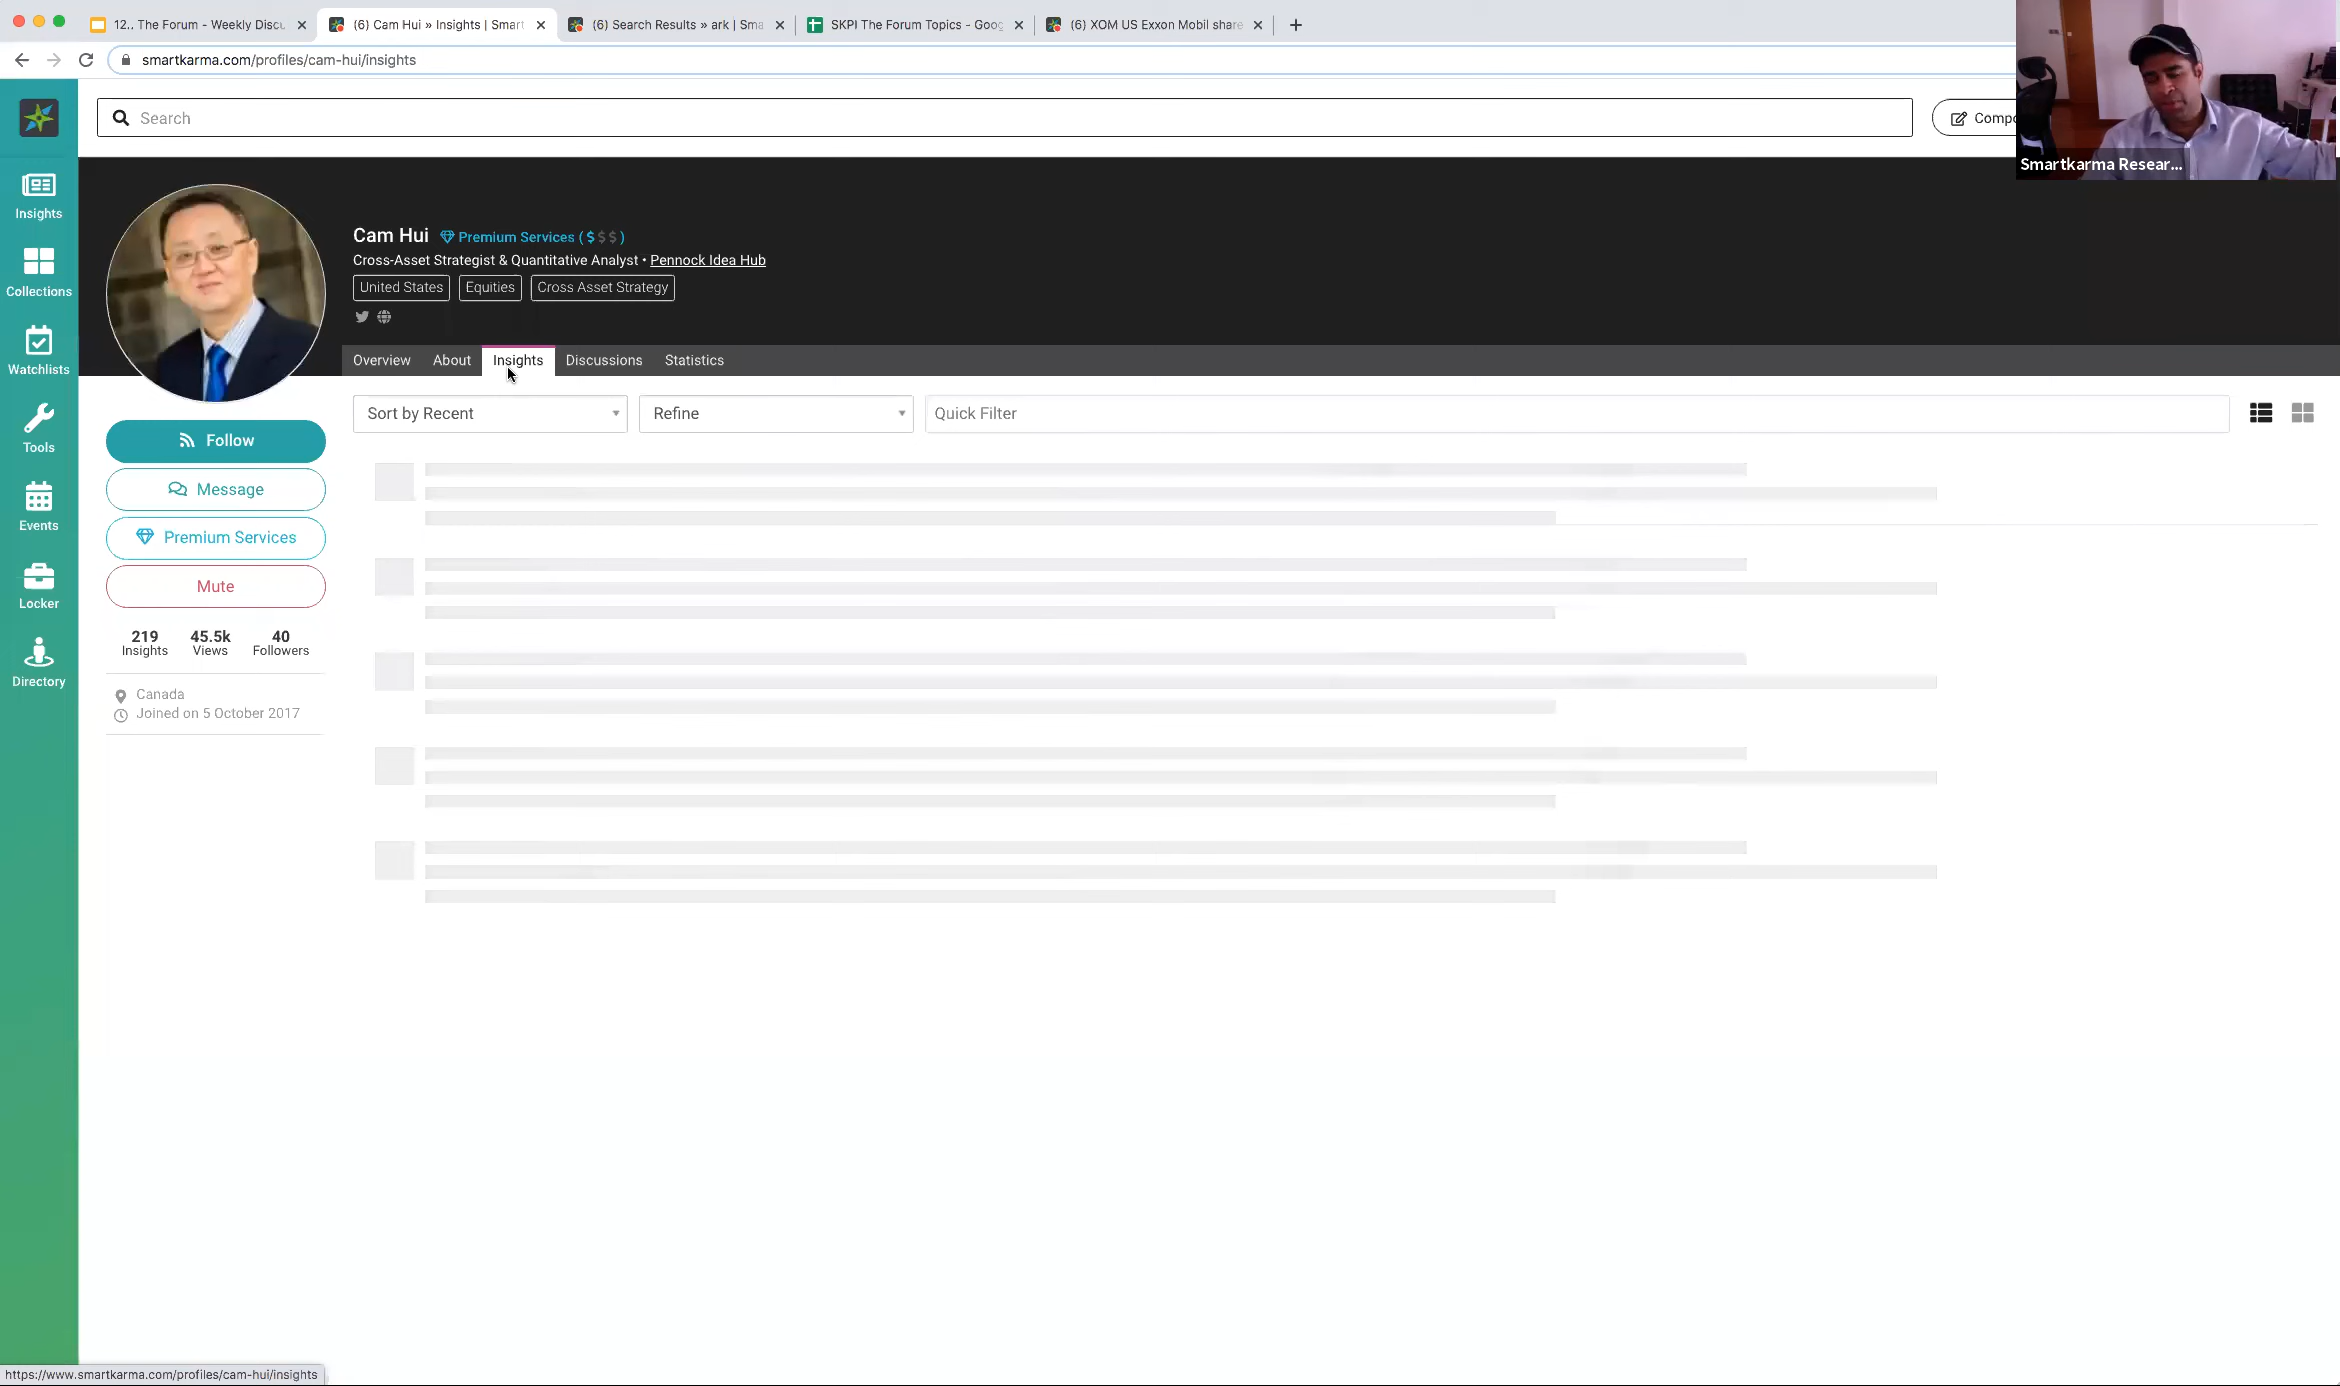 12.. The Forum - Weekly Discu
(6) Cam Hui » Insights | Smart
(6) Search Results » ark | Sma
SKPI The Forum Topics - Goog
(6) XOM US Exxon Mobil share
smartkarma.com/profiles/cam-hui/insights
Search
Compo
Smartkarma Resear...
Insights
Collections
Watchlists
Tools
Events
Locker
Directory
Cam Hui Premium Services ($$$)
Cross-Asset Strategist & Quantitative Analyst • Pennock Idea Hub
United States Equities Cross Asset Strategy
Overview About Insights Discussions Statistics
Sort by Recent Refine Quick Filter
Follow
Message
Premium Services
Mute
219 45.5k 40
Insights Views Followers
Canada
Joined on 5 October 2017
https://www.smartkarma.com/profiles/cam-hui/insights